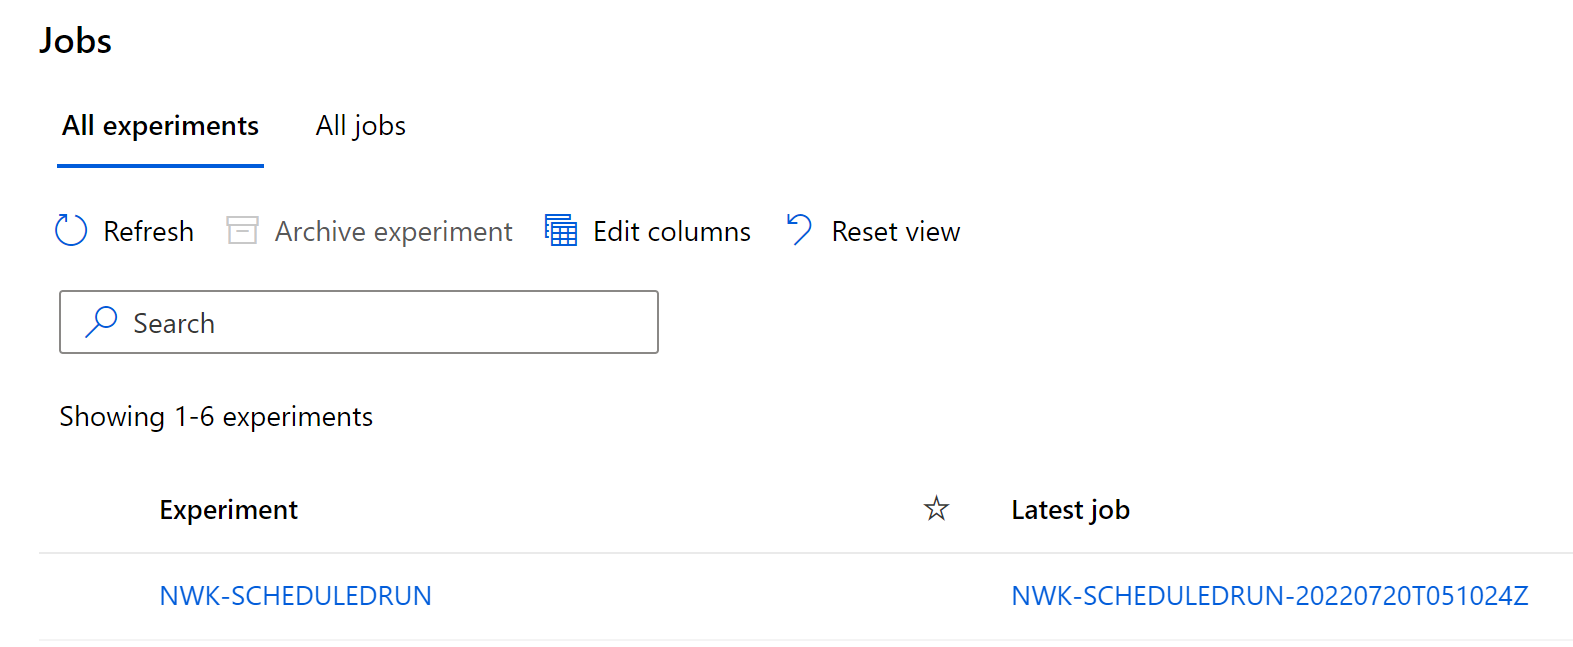 Jobs
All experiments All jobs
Refresh Archive experiment Edit columns Reset view
Search
Showing 1-6 experiments
Experiment Latest job
NWK-SCHEDULEDRUN NWK-SCHEDULEDRUN-20220720T051024Z